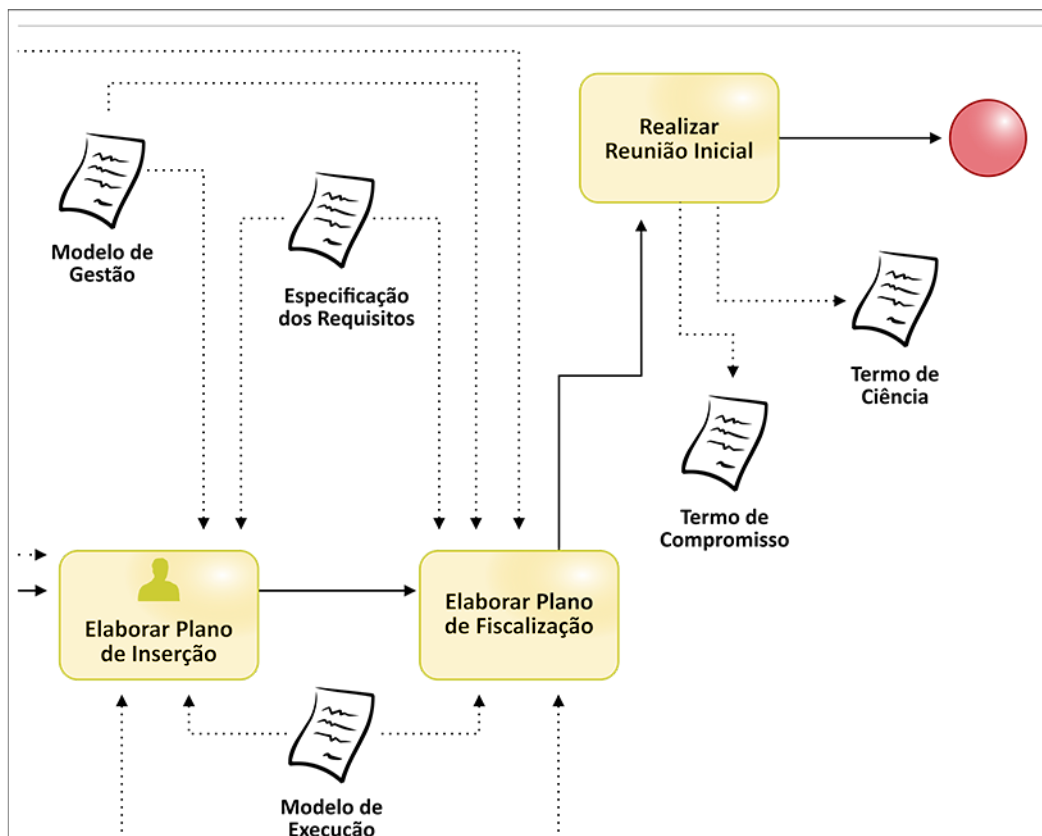 Realizar
Reunião Inicial
Modelo de
Gestão
Especificação
dos Requisitos
Termo de
Ciência
Termo de
Compromisso
Elaborar Plano
de Inserção
Elaborar Plano
de Fiscalização
Modelo de
Execução